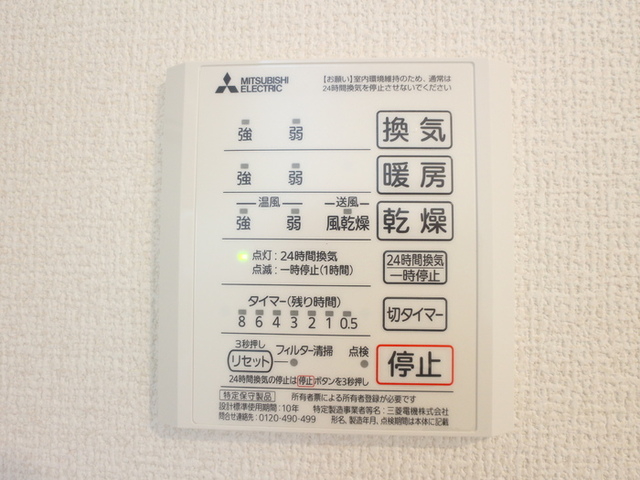 MITSUBISHI ELECTRIC
【お願い】室内環境維持のため、通常は
24時間換気を停止させないでください
強 弱 換気
強 弱 暖房
温風 送風
強 弱 風乾燥 乾燥
点灯：24時間換気
点滅：一時停止(1時間)
24時間換気
一時停止
タイマー(残り時間)
8 6 4 3 2 1 0.5
切タイマー
3秒押し
リセット フィルター清掃 点検
停止
24時間換気の停止は停止ボタンを3秒押し
特定保守製品 所有者票による所有者登録が必要です
設計標準使用期間：10年 特定製造事業者等名：三菱電機株式会社
問合せ連絡先：0120-490-499 形名、製造年月、点検期間は本体に記載